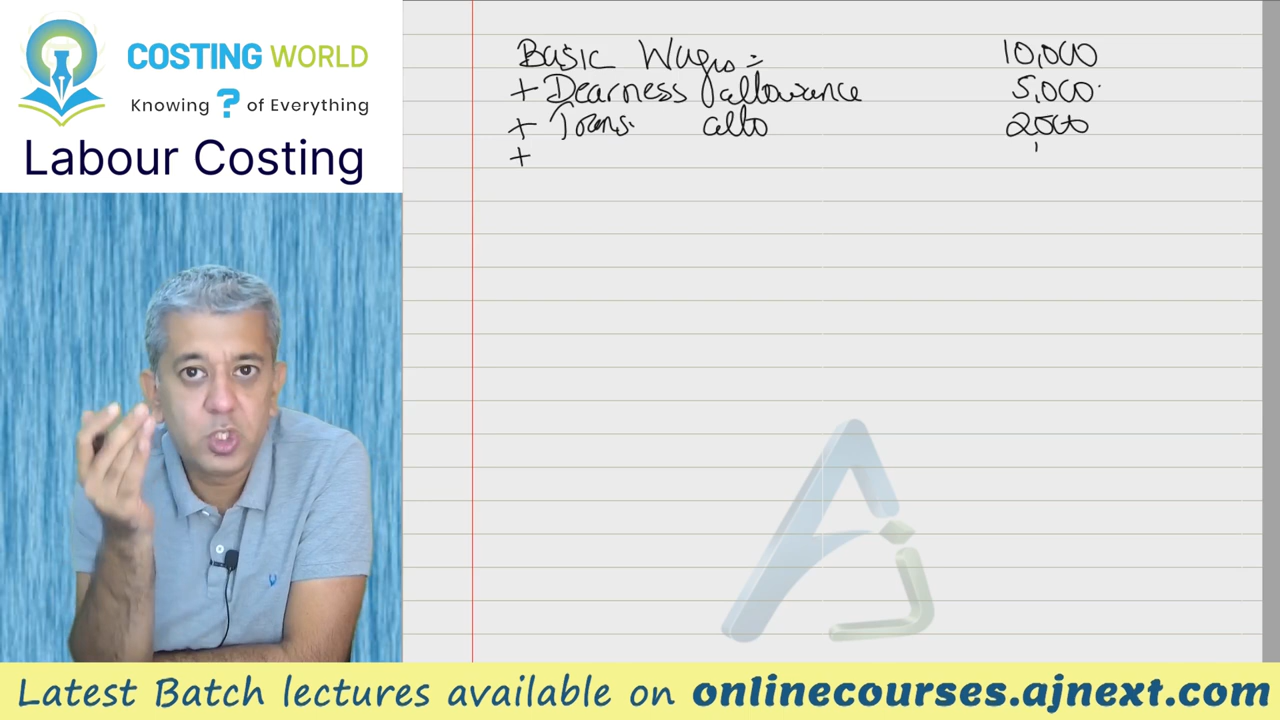 COSTING WORLD
Knowing ? of Everything
Labour Costing
Basic Wages = 10,000
+ Dearness allowance 5,000
+ Trans. allo 2000
+
Latest Batch lectures available on onlinecourses.ajnext.com